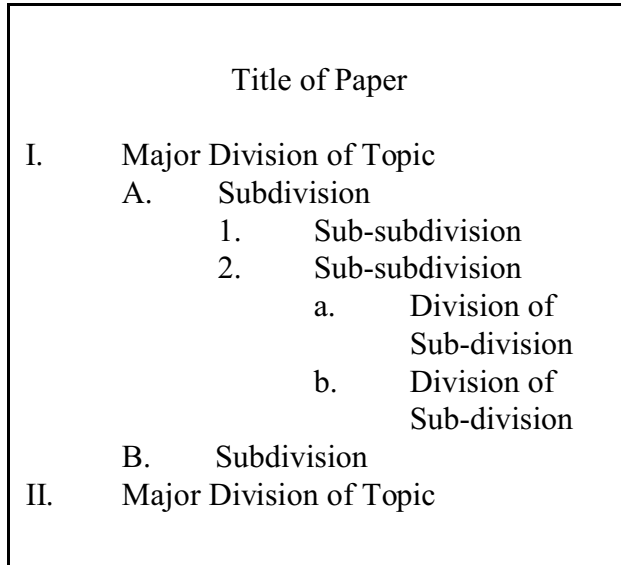 Title of Paper
I. Major Division of Topic
A. Subdivision
1. Sub-subdivision
2. Sub-subdivision
a. Division of
Sub-division
b. Division of
Sub-division
B. Subdivision
II. Major Division of Topic